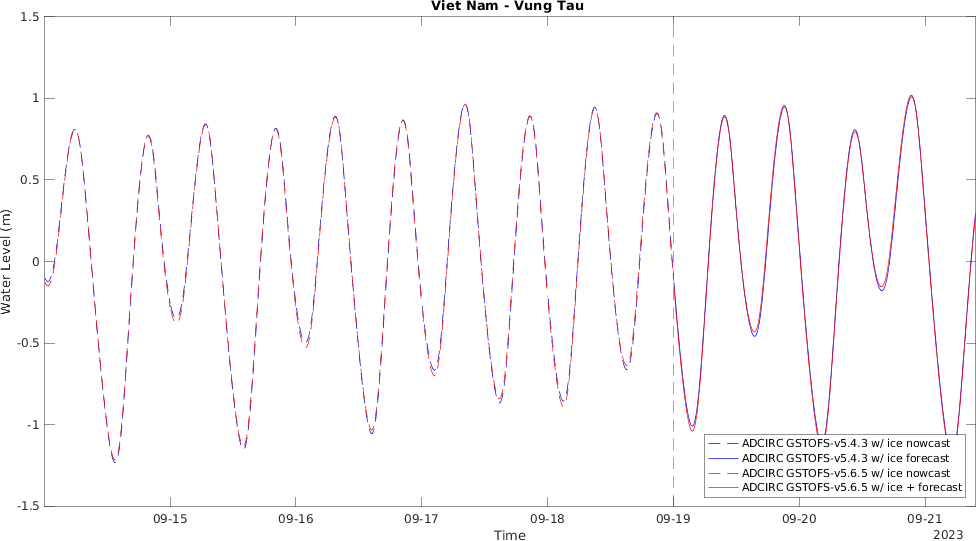 Viet Nam - Vung Tau
1.5
1
0.5
0
-0.5
-1
-1.5
Water Level (m)
ADCIRC GSTOFS-v5.4.3 w/ ice nowcast
ADCIRC GSTOFS-v5.4.3 w/ ice forecast
ADCIRC GSTOFS-v5.6.5 w/ ice nowcast
ADCIRC GSTOFS-v5.6.5 w/ ice + forecast
09-15
09-16
09-17
09-18
09-19
09-20
09-21
Time
2023